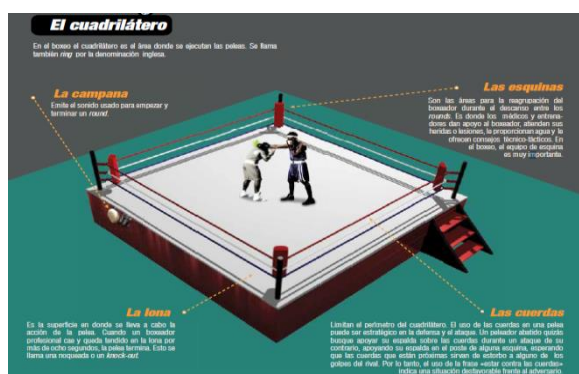 El cuadrilátero
En el boxeo el cuadrilátero es el área donde se ejecutan las peleas. Se llama
también ring por la denominación inglesa.
La campana
Emite el sonido usado para empezar y
terminar un round.
Las esquinas
Son las áreas para la reagrupación del
boxeador durante el descanso entre los
rounds. Es donde los médicos y entrena-
dores dan apoyo al boxeador, atienden sus
heridas o lesiones, la proporcionan agua y le
ofrecen consejos técnico-tácticos. En
el boxeo, el equipo de esquina
es muy importante.
La lona
Es la superficie en donde se lleva a cabo la
acción de la pelea. Cuando un boxeador
profesional cae y queda tendido en la lona por
más de ocho segundos, la pelea termina. Esto se
llama una noqueada o un knock-out.
Las cuerdas
Limitan el perímetro del cuadrilátero. El uso de las cuerdas en una pelea
puede ser estratégico en la defensa y el ataque. Un peleador abatido quizás
busque apoyar su espalda sobre las cuerdas durante un ataque de su
contrario, apoyando su espalda en el poste de alguna esquina, esperando
que las cuerdas que están próximas sirvan de estorbo a alguno de los
golpes del rival. Por lo tanto, el uso de la frase «estar contra las cuerdas»
indica una situación desfavorable frente al adversario.